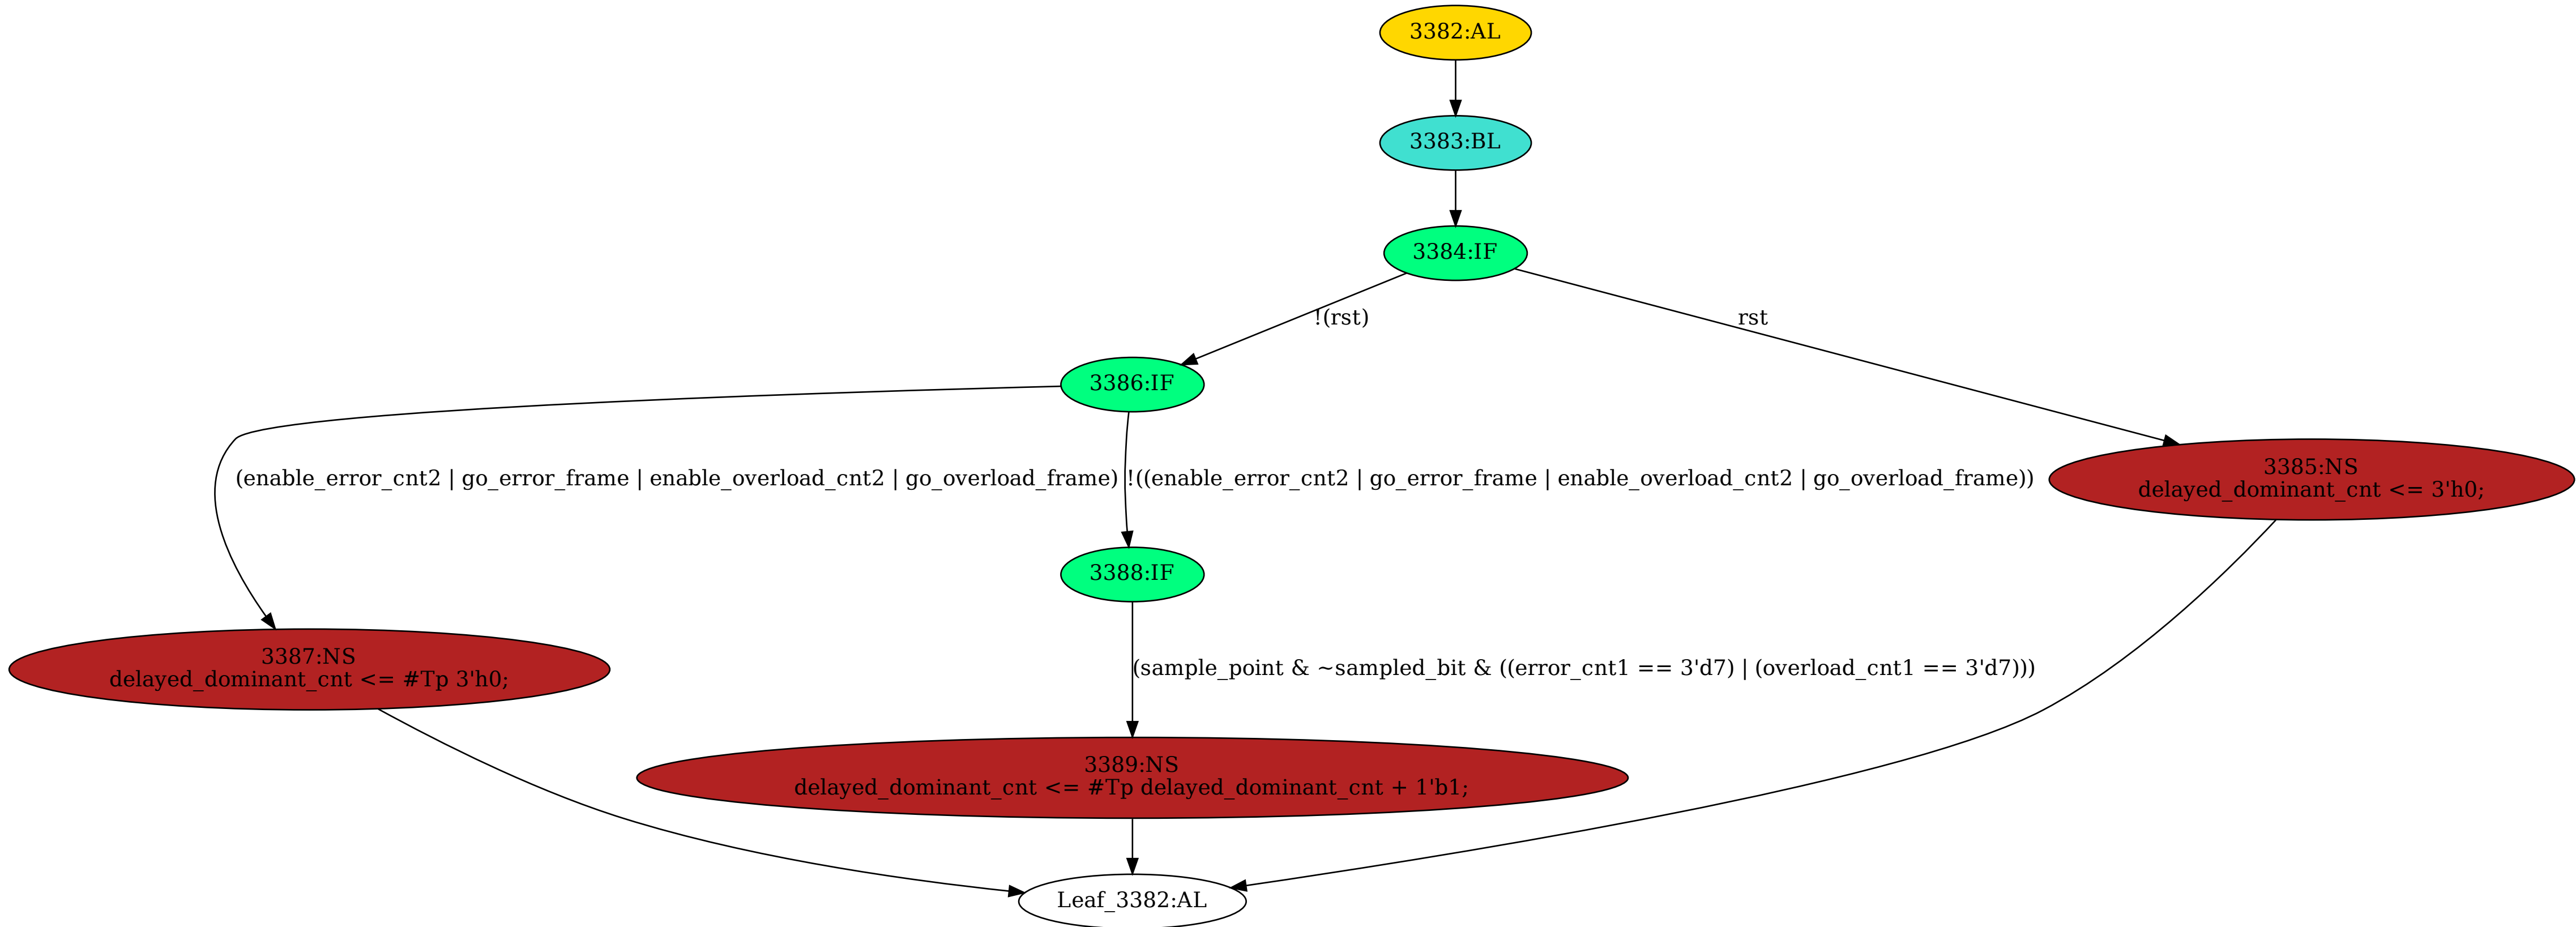 3382:AL
3383:BL
3384:IF
!(rst)
rst
3386:IF
(enable_error_cnt2 | go_error_frame | enable_overload_cnt2 | go_overload_frame)
!((enable_error_cnt2 | go_error_frame | enable_overload_cnt2 | go_overload_frame))
3385:NS
delayed_dominant_cnt <= 3'h0;
3388:IF
3387:NS
delayed_dominant_cnt <= #Tp 3'h0;
(sample_point & ~sampled_bit & ((error_cnt1 == 3'd7) | (overload_cnt1 == 3'd7)))
3389:NS
delayed_dominant_cnt <= #Tp delayed_dominant_cnt + 1'b1;
Leaf_3382:AL